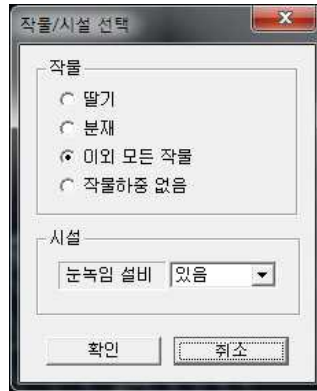 작물/시설 선택
작물
딸기
분재
이외 모든 작물
작물하중 없음
시설
눈녹임 설비 있음
확인 취소